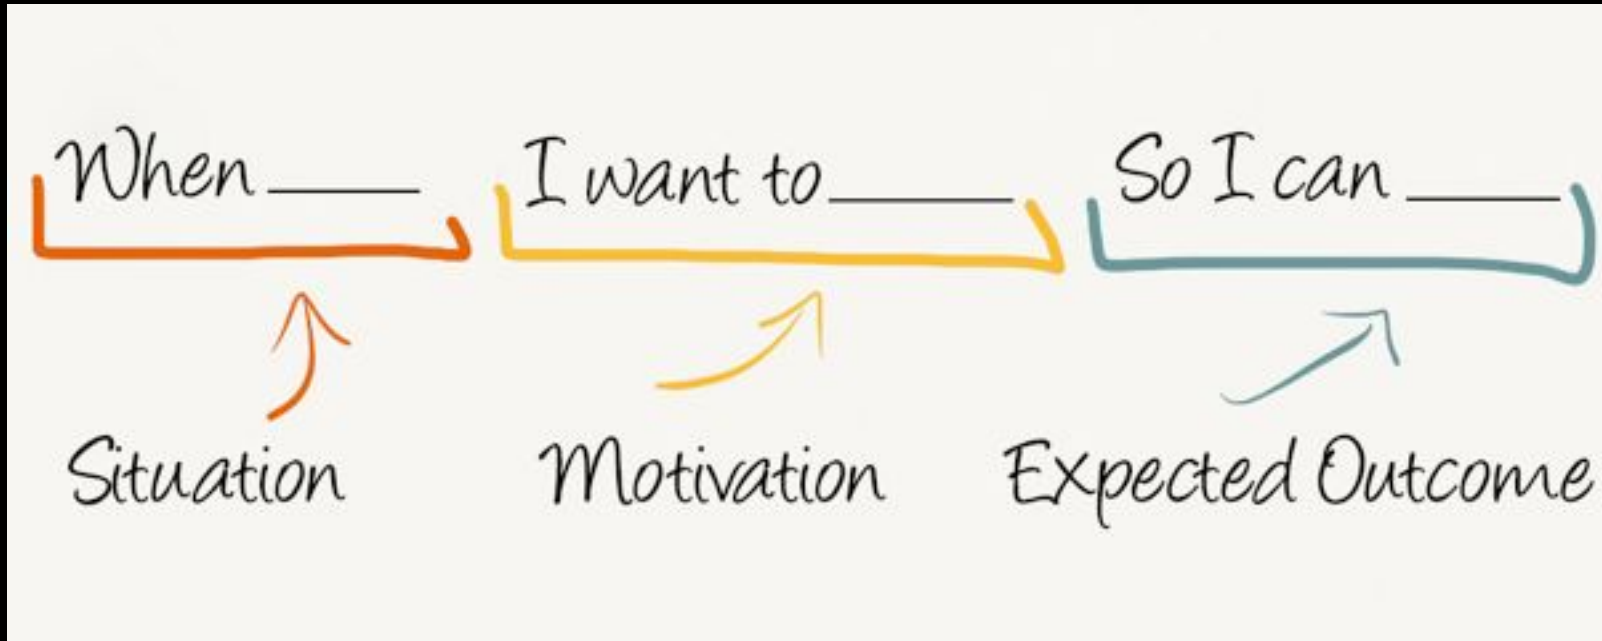 When ____ I want to ____ So I can ____
Situation Motivation Expected Outcome